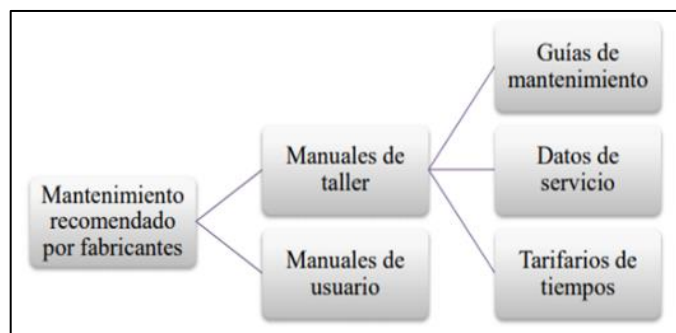 Mantenimiento
recomendado
por fabricantes
Manuales de
taller
Manuales de
usuario
Guías de
mantenimiento
Datos de
servicio
Tarifarios de
tiempos